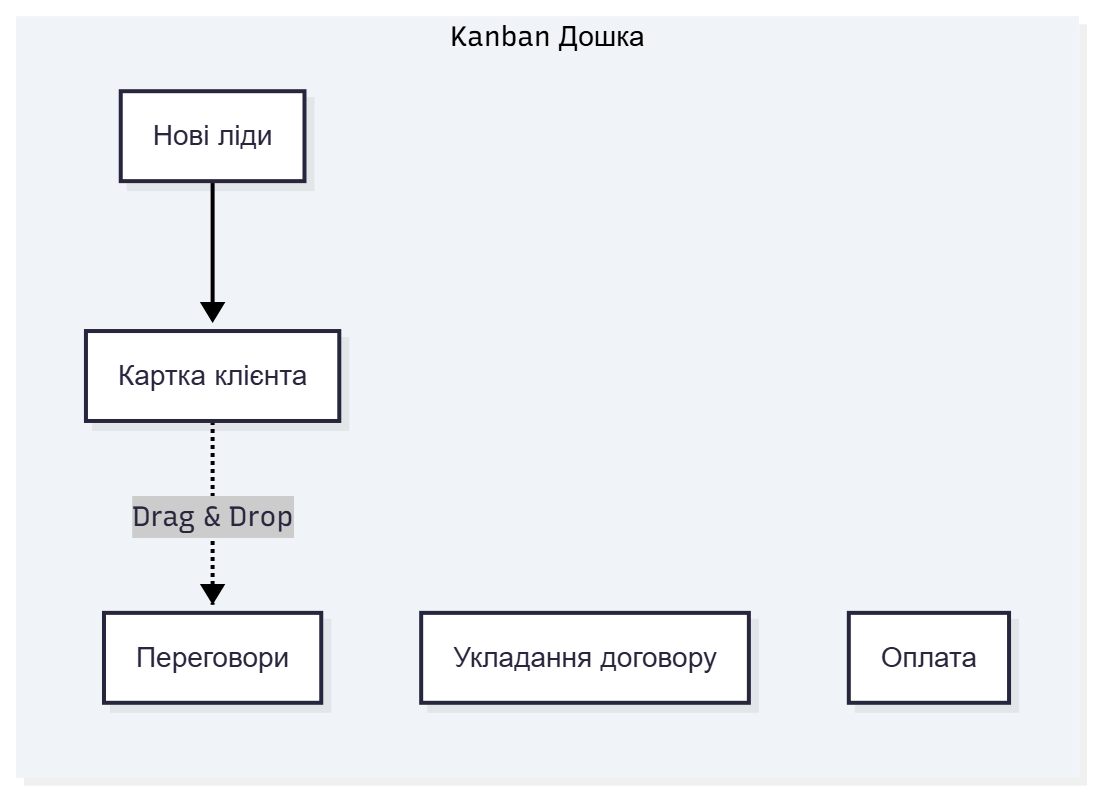 Kanban Дошка
Нові ліди
Картка клієнта
Drag & Drop
Переговори
Укладання договору
Оплата